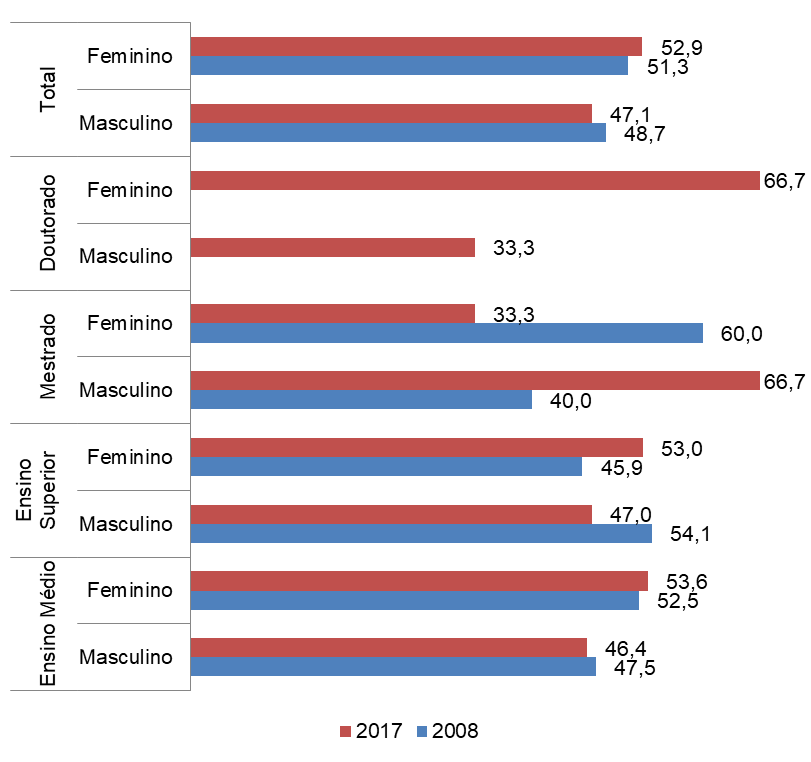 Total
Feminino
52,9
51,3
Masculino
47,1
48,7
Doutorado
Feminino
66,7
Masculino
33,3
Mestrado
Feminino
33,3
60,0
Masculino
66,7
40,0
Ensino
Superior
Feminino
53,0
45,9
Masculino
47,0
54,1
Ensino Médio
Feminino
53,6
52,5
Masculino
46,4
47,5
2017 2008